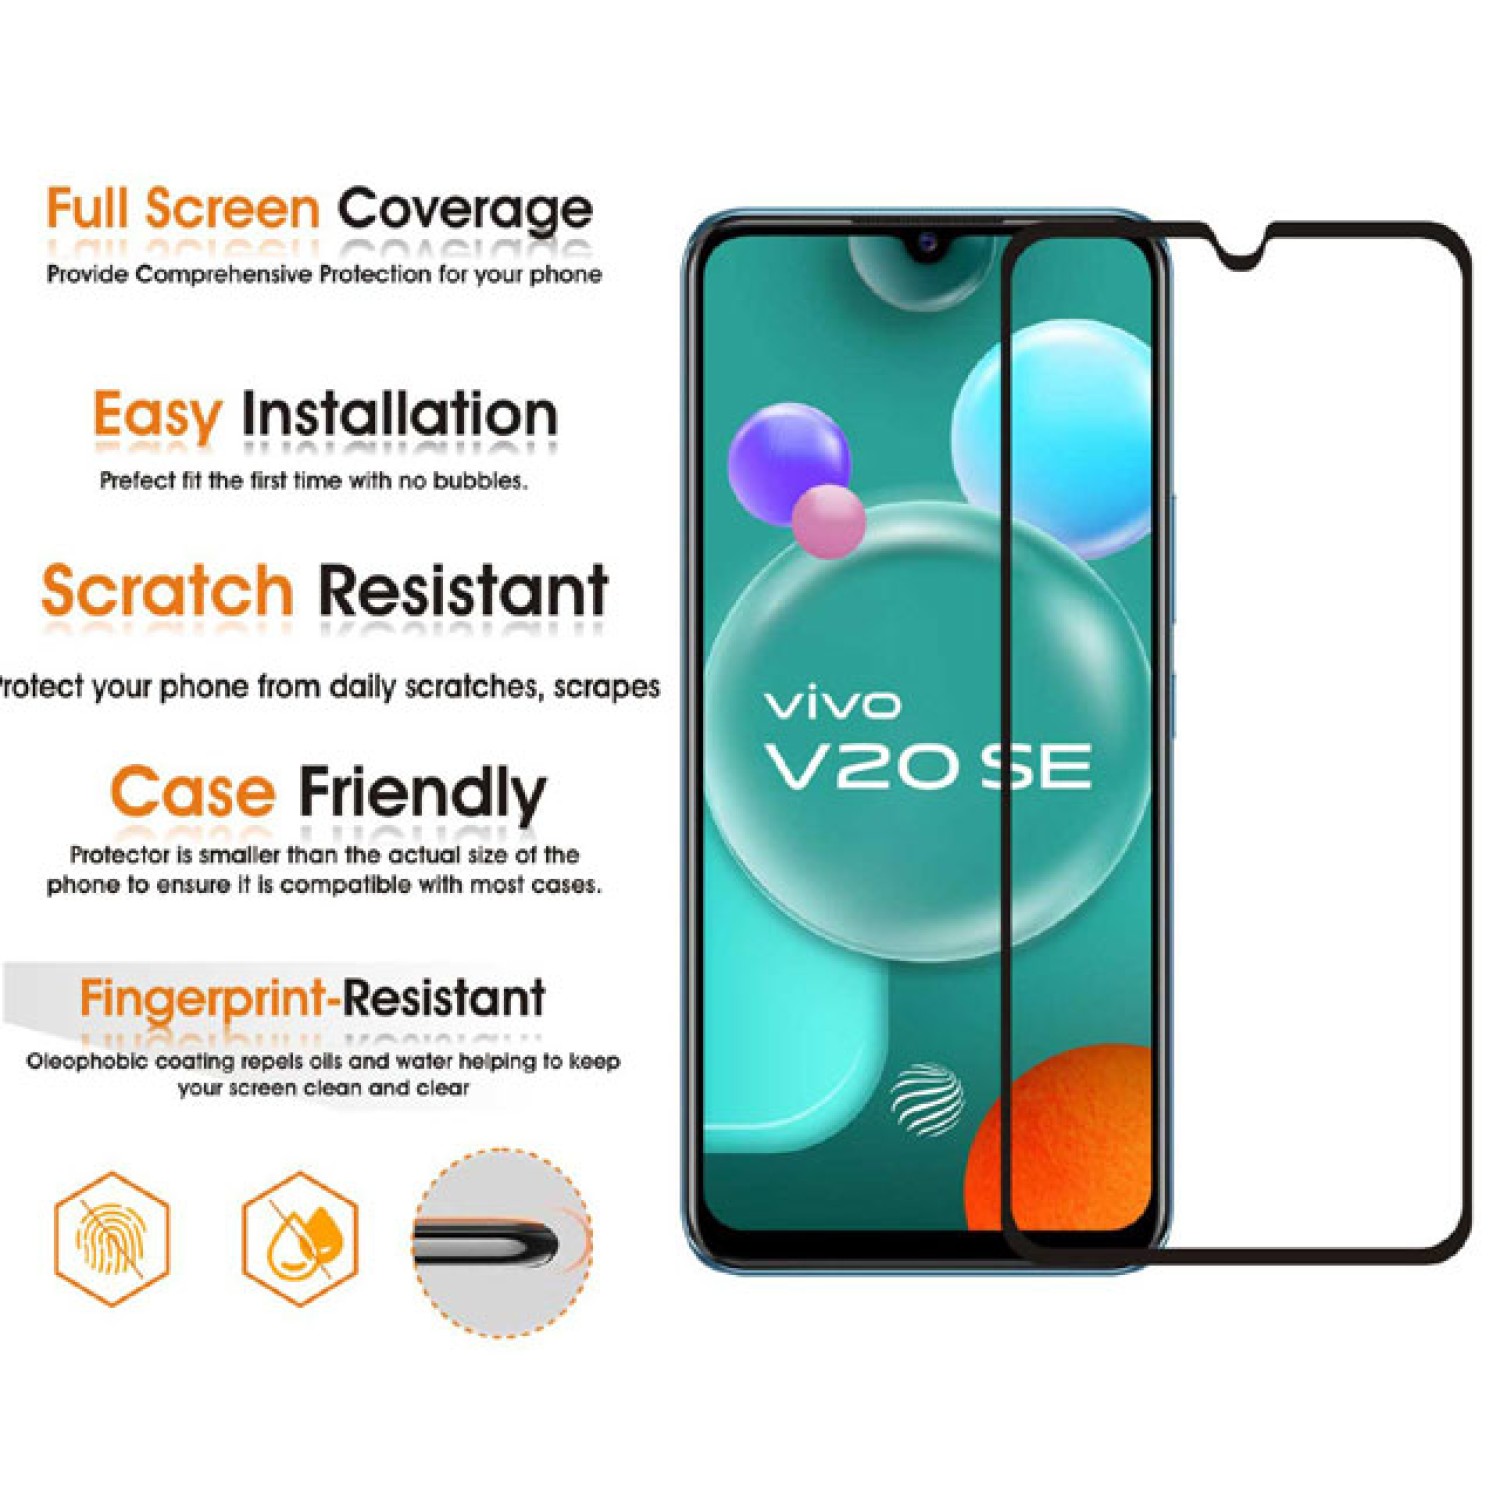 Full Screen Coverage
Provide Comprehensive Protection for your phone
Easy Installation
Prefect fit the first time with no bubbles.
Scratch Resistant
rotect your phone from daily scratches, scrapes
Case Friendly
Protector is smaller than the actual size of the
phone to ensure it is compatible with most cases.
Fingerprint-Resistant
Oleophobic coating repels oils and water helping to keep
your screen clean and clear
vivo
V20 SE